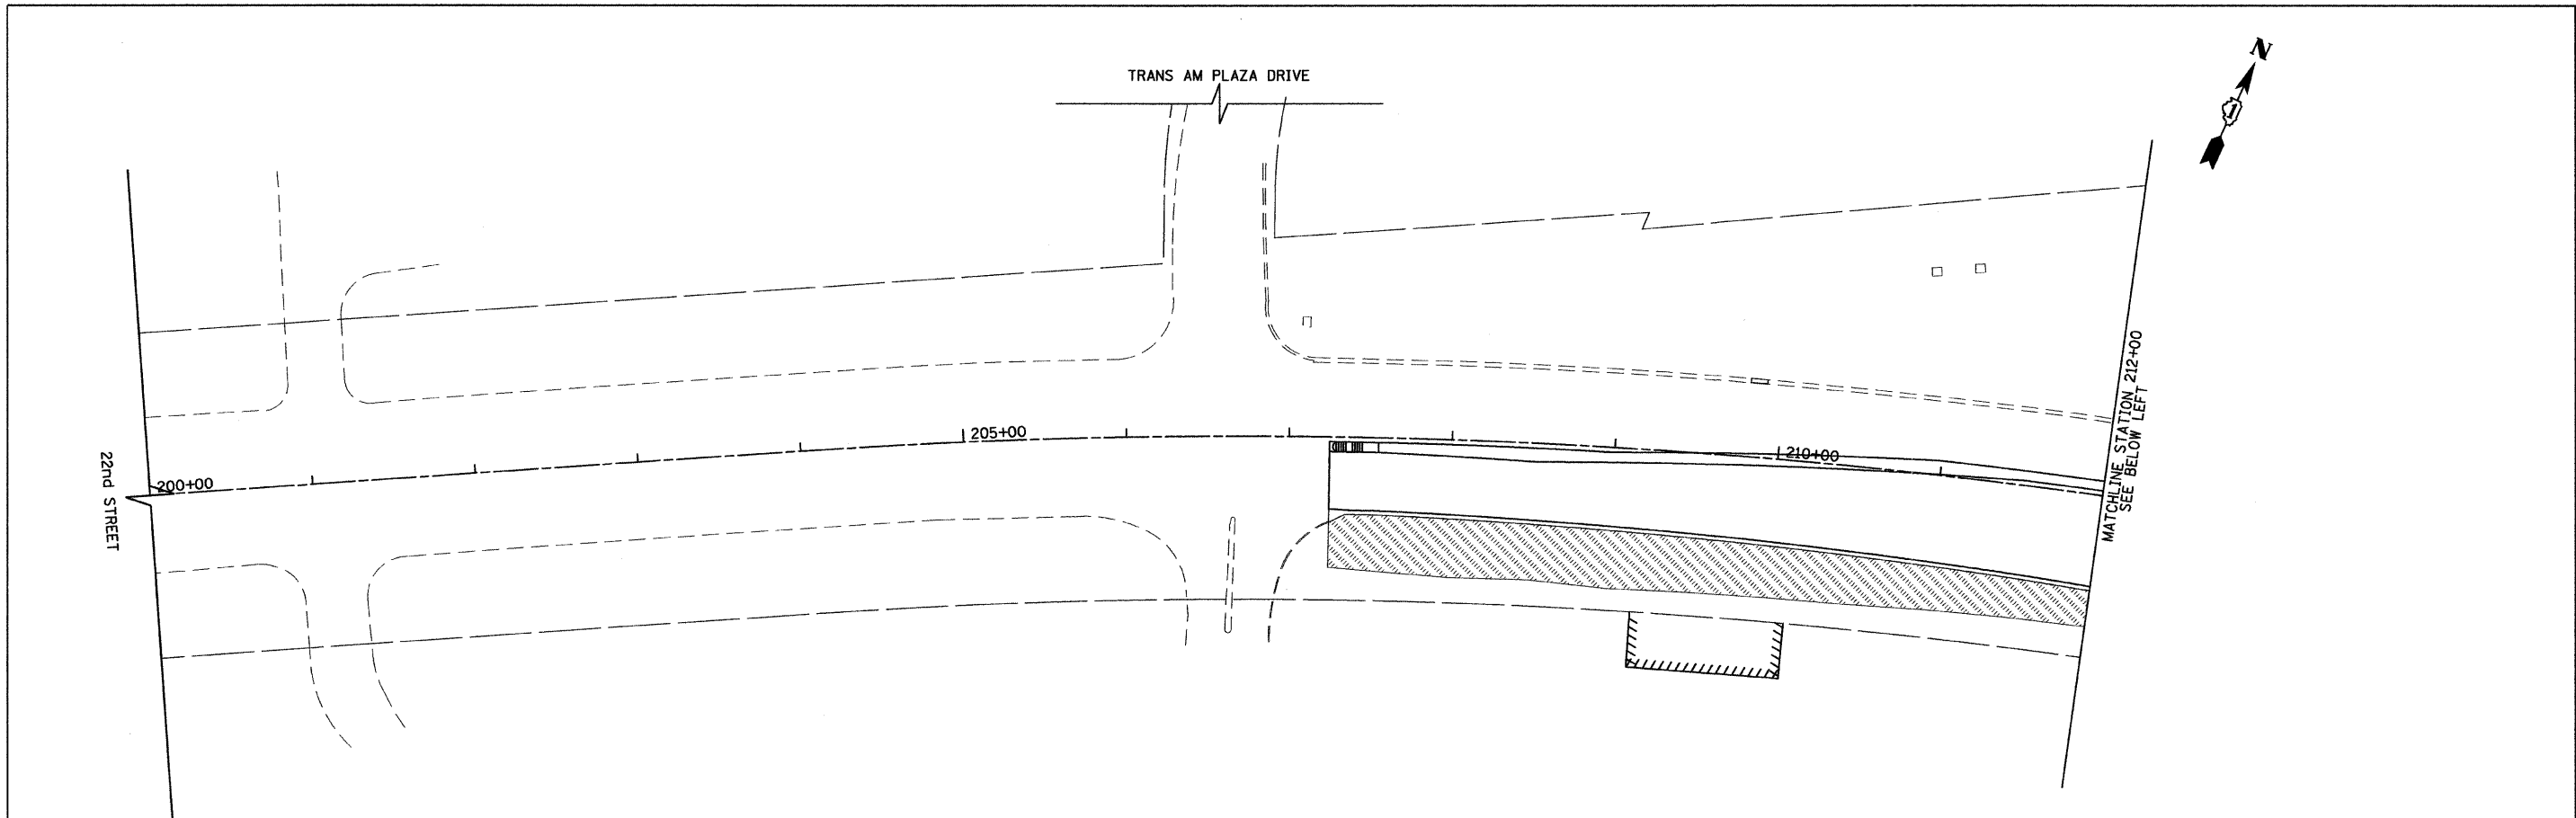 TRANS AM PLAZA DRIVE
N
1
205+00
210+00
200+00
22nd STREET
MATCHLINE STATION 212+00
SEE BELOW LEFT